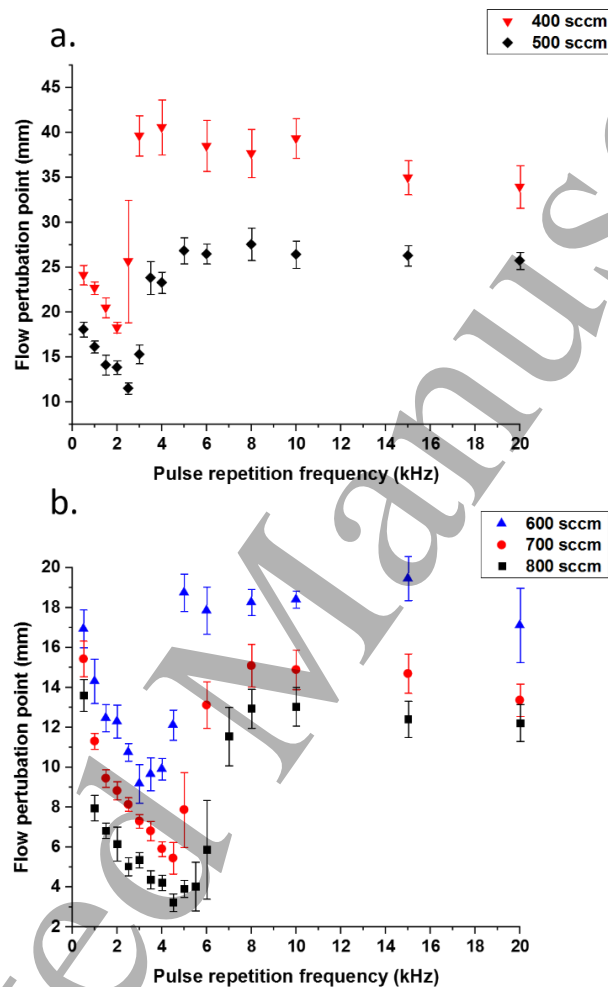 a.
400 sccm
500 sccm
45
40
35
30
25
20
15
10
Flow pertubation point (mm)
0 2 4 6 8 10 12 14 16 18 20
Pulse repetition frequency (kHz)
b.
600 sccm
700 sccm
800 sccm
20
18
16
14
12
10
8
6
4
2
Flow pertubation point (mm)
0 2 4 6 8 10 12 14 16 18 20
Pulse repetition frequency (kHz)